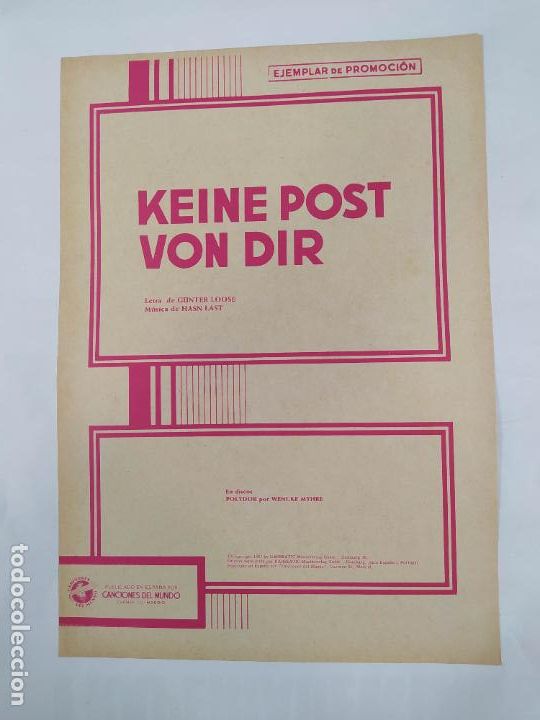 EJEMPLAR DE PROMOCIÓN
KEINE POST
VON DIR
Letra de GÜNTER LOOSE
Música de HASN LAST
En discos
POLYDOR por WENCKE MYHRE
PUBLICADO EN ESPAÑA POR
CANCIONES DEL MUNDO
todocoleccion